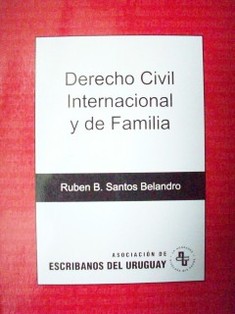 Derecho Civil
Internacional
y de Familia
Ruben B. Santos Belandro
ASOCIACIÓN DE
ESCRIBANOS DEL URUGUAY